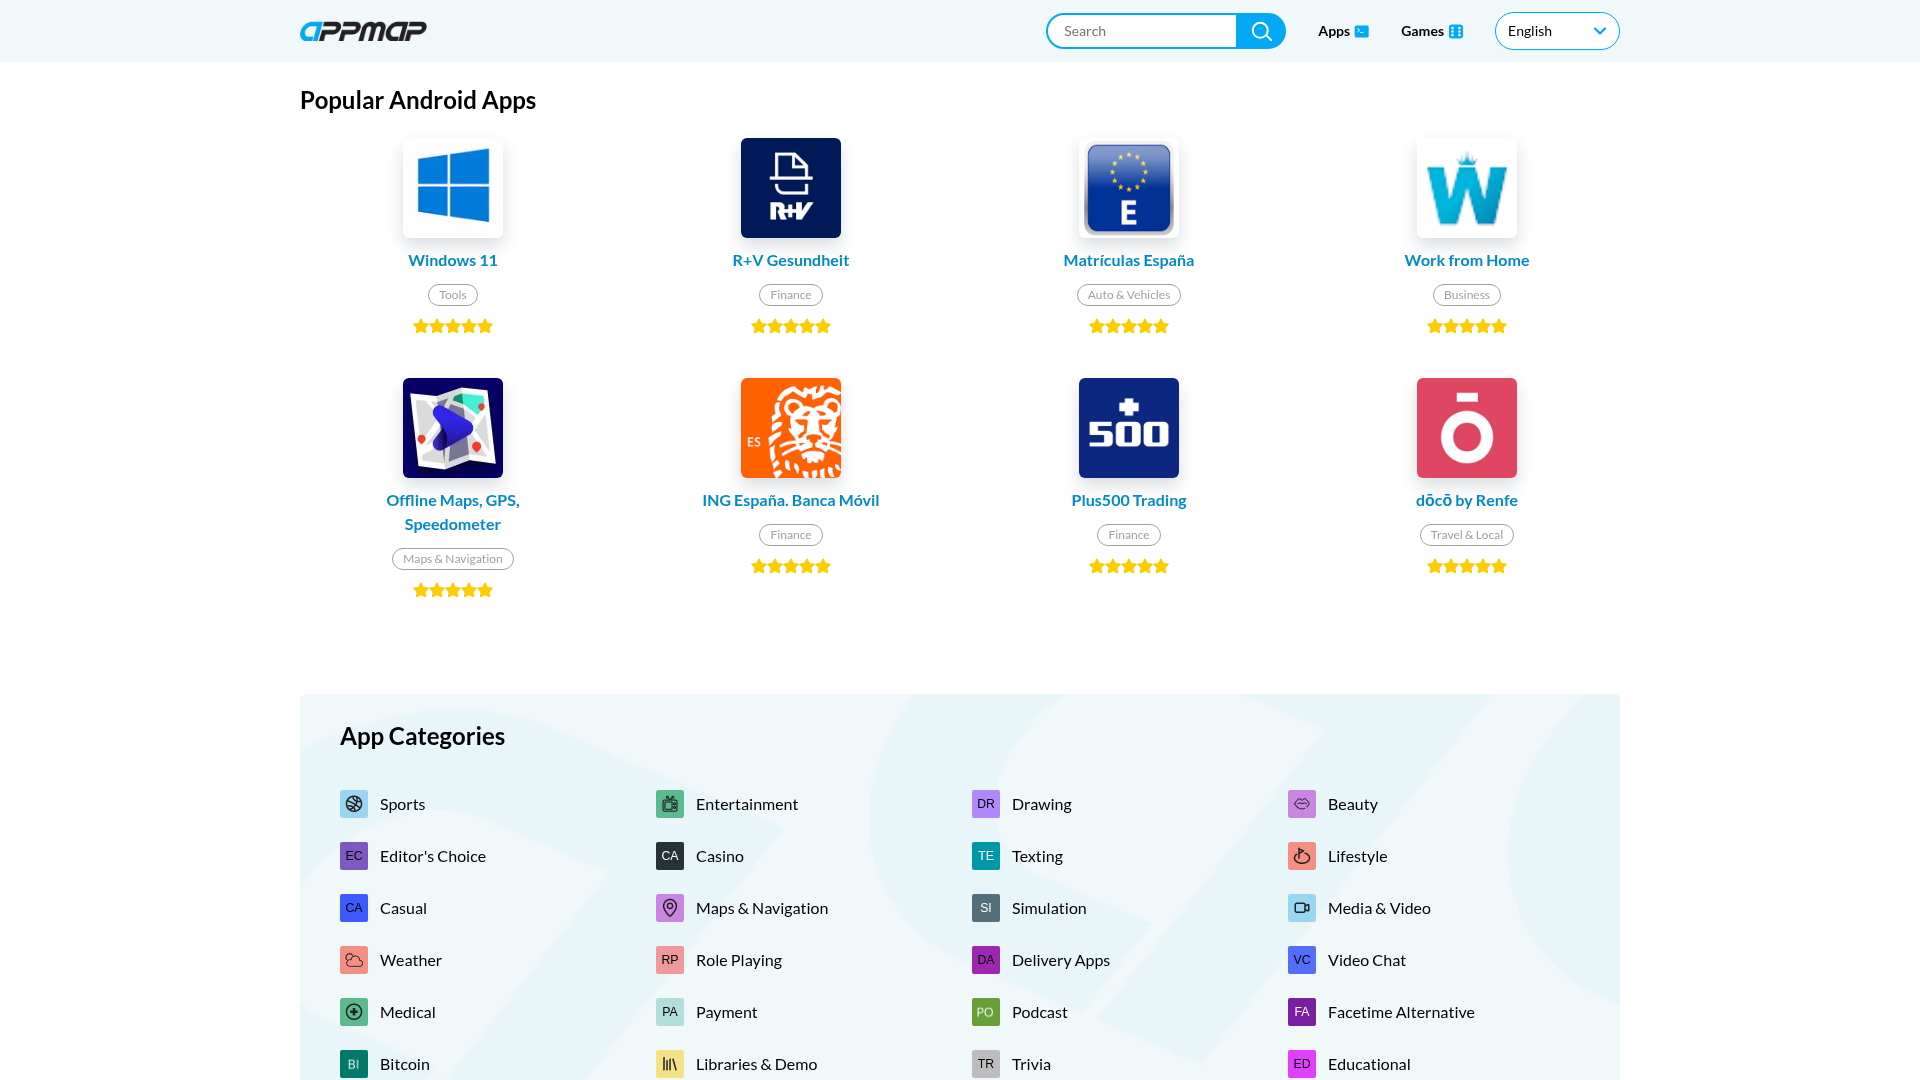 appmap
Search
Apps
Games
English
Popular Android Apps
R+V
E
W
Windows 11
R+V Gesundheit
Matrículas España
Work from Home
Tools
Finance
Auto & Vehicles
Business
ES
500
ō
Offline Maps, GPS,
Speedometer
ING España. Banca Móvil
Plus500 Trading
dōcō by Renfe
Maps & Navigation
Finance
Finance
Travel & Local
App Categories
Sports
Entertainment
DR Drawing
Beauty
EC Editor's Choice
CA Casino
TE Texting
Lifestyle
CA Casual
Maps & Navigation
SI Simulation
Media & Video
Weather
RP Role Playing
DA Delivery Apps
VC Video Chat
Medical
PA Payment
PO Podcast
FA Facetime Alternative
BI Bitcoin
Libraries & Demo
TR Trivia
ED Educational